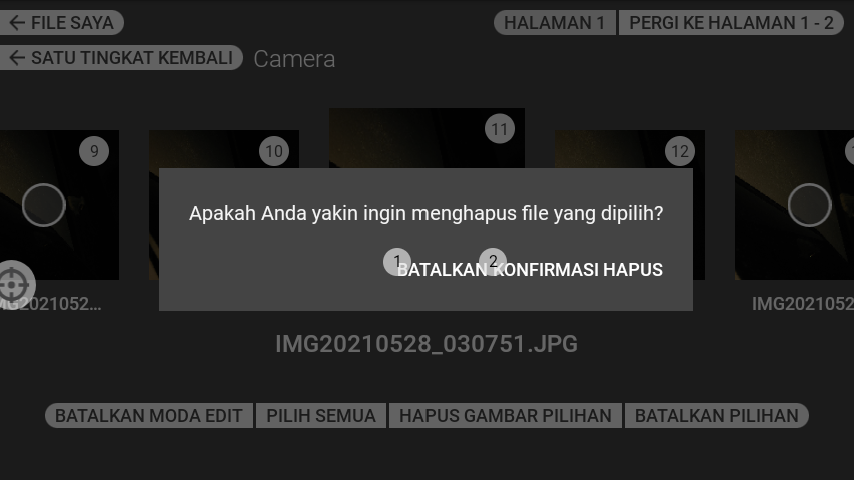 FILE SAYA
HALAMAN 1
PERGI KE HALAMAN 1 - 2
SATU TINGKAT KEMBALI
Camera
9
10
11
12
Apakah Anda yakin ingin menghapus file yang dipilih?
1
2
BATALKAN KONFIRMASI HAPUS
IMG20210528_030751.JPG
BATALKAN MODA EDIT
PILIH SEMUA
HAPUS GAMBAR PILIHAN
BATALKAN PILIHAN